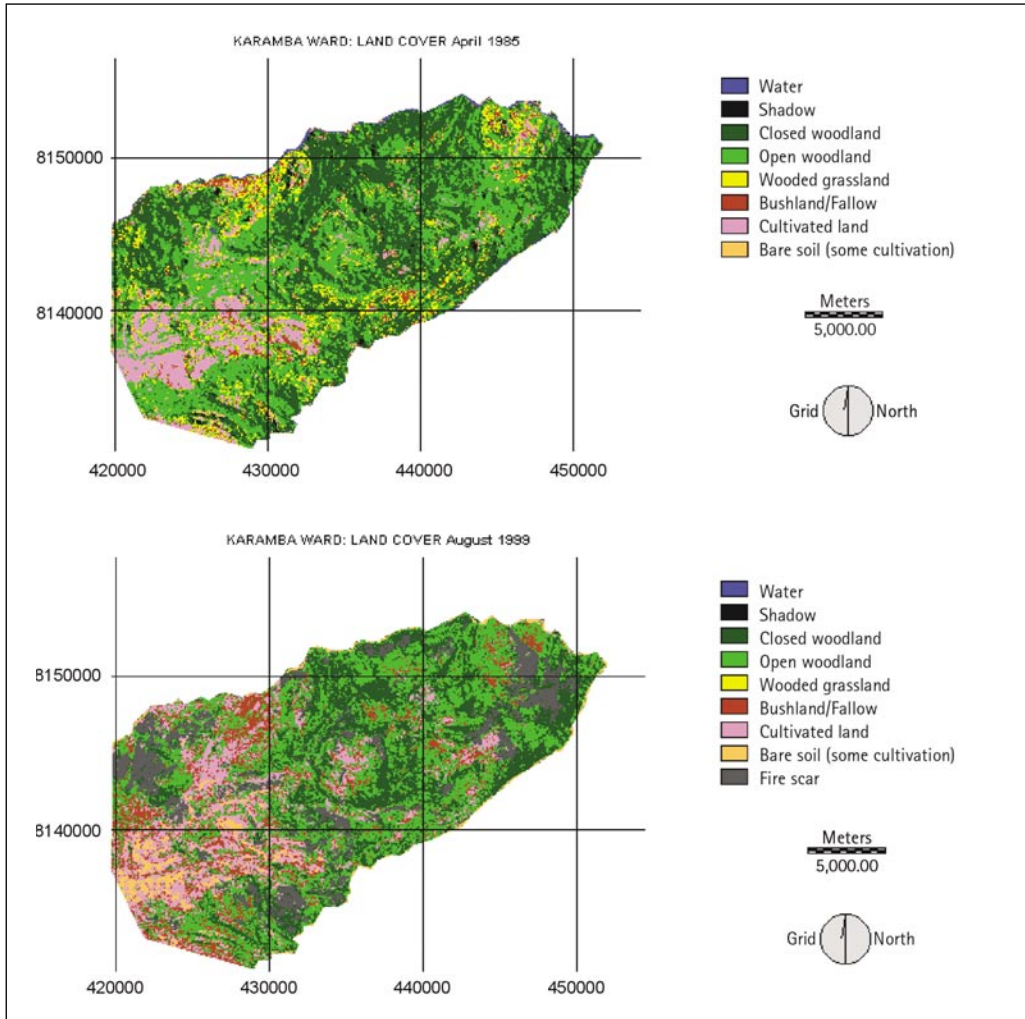 KARAMBA WARD: LAND COVER April 1985
Water
Shadow
Closed woodland
Open woodland
Wooded grassland
Bushland/Fallow
Cultivated land
Bare soil (some cultivation)
8150000
8140000
420000 430000 440000 450000
Meters
5,000.00
Grid North
KARAMBA WARD: LAND COVER August 1999
Water
Shadow
Closed woodland
Open woodland
Wooded grassland
Bushland/Fallow
Cultivated land
Bare soil (some cultivation)
Fire scar
8150000
8140000
420000 430000 440000 450000
Meters
5,000.00
Grid North